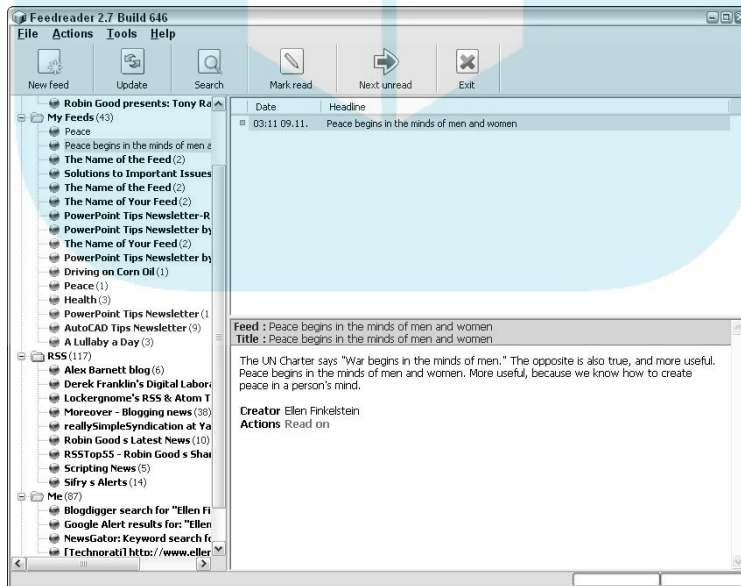 Feedreader 2.7 Build 646
File Actions Tools Help
New feed Update Search Mark read Next unread Exit
Robin Good presents: Tony Ra
My Feeds (43)
Peace
Peace begins in the minds of men a
The Name of the Feed (2)
Solutions to Important Issues
The Name of the Feed (2)
The Name of Your Feed (2)
PowerPoint Tips Newsletter-R
PowerPoint Tips Newsletter by
The Name of Your Feed (2)
PowerPoint Tips Newsletter by
Driving on Corn Oil (1)
Peace (1)
Health (3)
PowerPoint Tips Newsletter (1
AutoCAD Tips Newsletter (9)
A Lullaby a Day (3)
RSS (117)
Alex Barnett blog (6)
Derek Franklin's Digital Labora
Lockergnome's RSS & Atom T
Moreover - Blogging news (38)
reallySimpleSyndication at Ya
Robin Good s Latest News (10)
RSSTop55 - Robin Good s Shar
Scripting News (5)
Sifry s Alerts (14)
Me (87)
Blogdigger search for "Ellen Fi
Google Alert results for: "Ellen
NewsGator: Keyword search fo
[Technorati] http://www.eller
Date Headline
03:11 09.11. Peace begins in the minds of men and women
Feed : Peace begins in the minds of men and women
Title : Peace begins in the minds of men and women
The UN Charter says "War begins in the minds of men." The opposite is also true, and more useful.
Peace begins in the minds of men and women. More useful, because we know how to create
peace in a person's mind.
Creator Ellen Finkelstein
Actions Read on